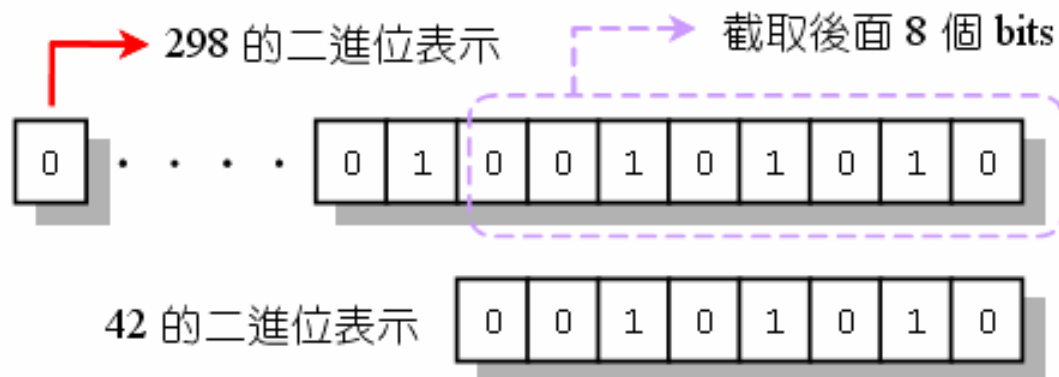 298 的二進位表示
截取後面 8 個 bits
0 · · · · 0 1 0 0 1 0 1 0 1 0
42 的二進位表示
0 0 1 0 1 0 1 0